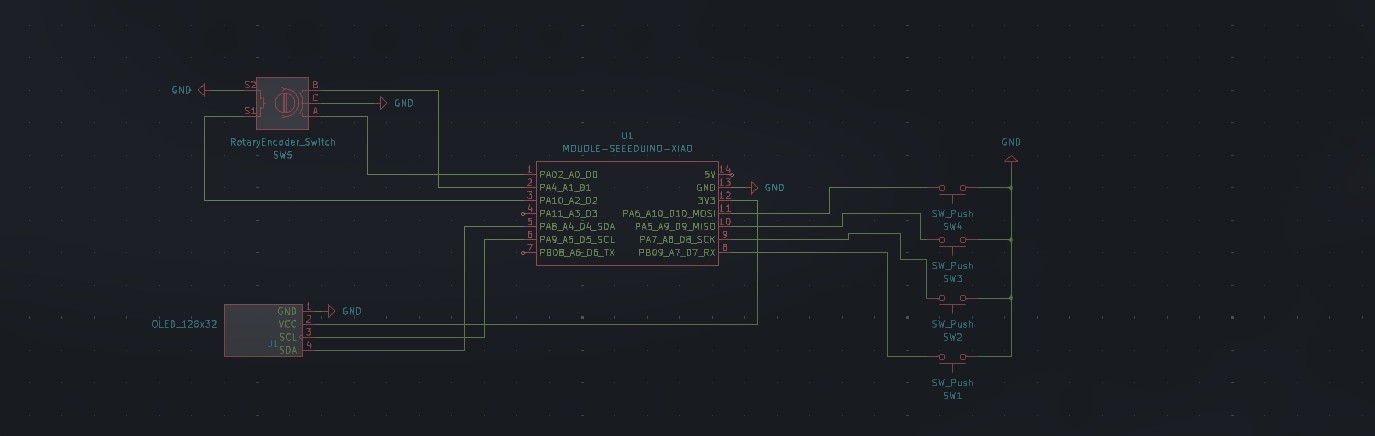 GND
S2
S1
B
C
A
GND
RotaryEncoder_Switch
SW5
U1
MOUDLE-SEEEDUINO-XIAO
1
2
3
4
5
6
7
PA02_A0_D0
PA4_A1_D1
PA10_A2_D2
PA11_A3_D3
PA8_A4_D4_SDA
PA9_A5_D5_SCL
PB08_A6_D6_TX
5V
GND
3V3
PA6_A10_D10_MOSI
PA5_A9_D9_MISO
PA7_A8_D8_SCK
PB09_A7_D7_RX
14
13
12
11
10
9
8
GND
GND
SW_Push
SW4
SW_Push
SW3
SW_Push
SW2
SW_Push
SW1
OLED_128x32
GND
VCC
SCL
SDA
J1
1
2
3
4
GND